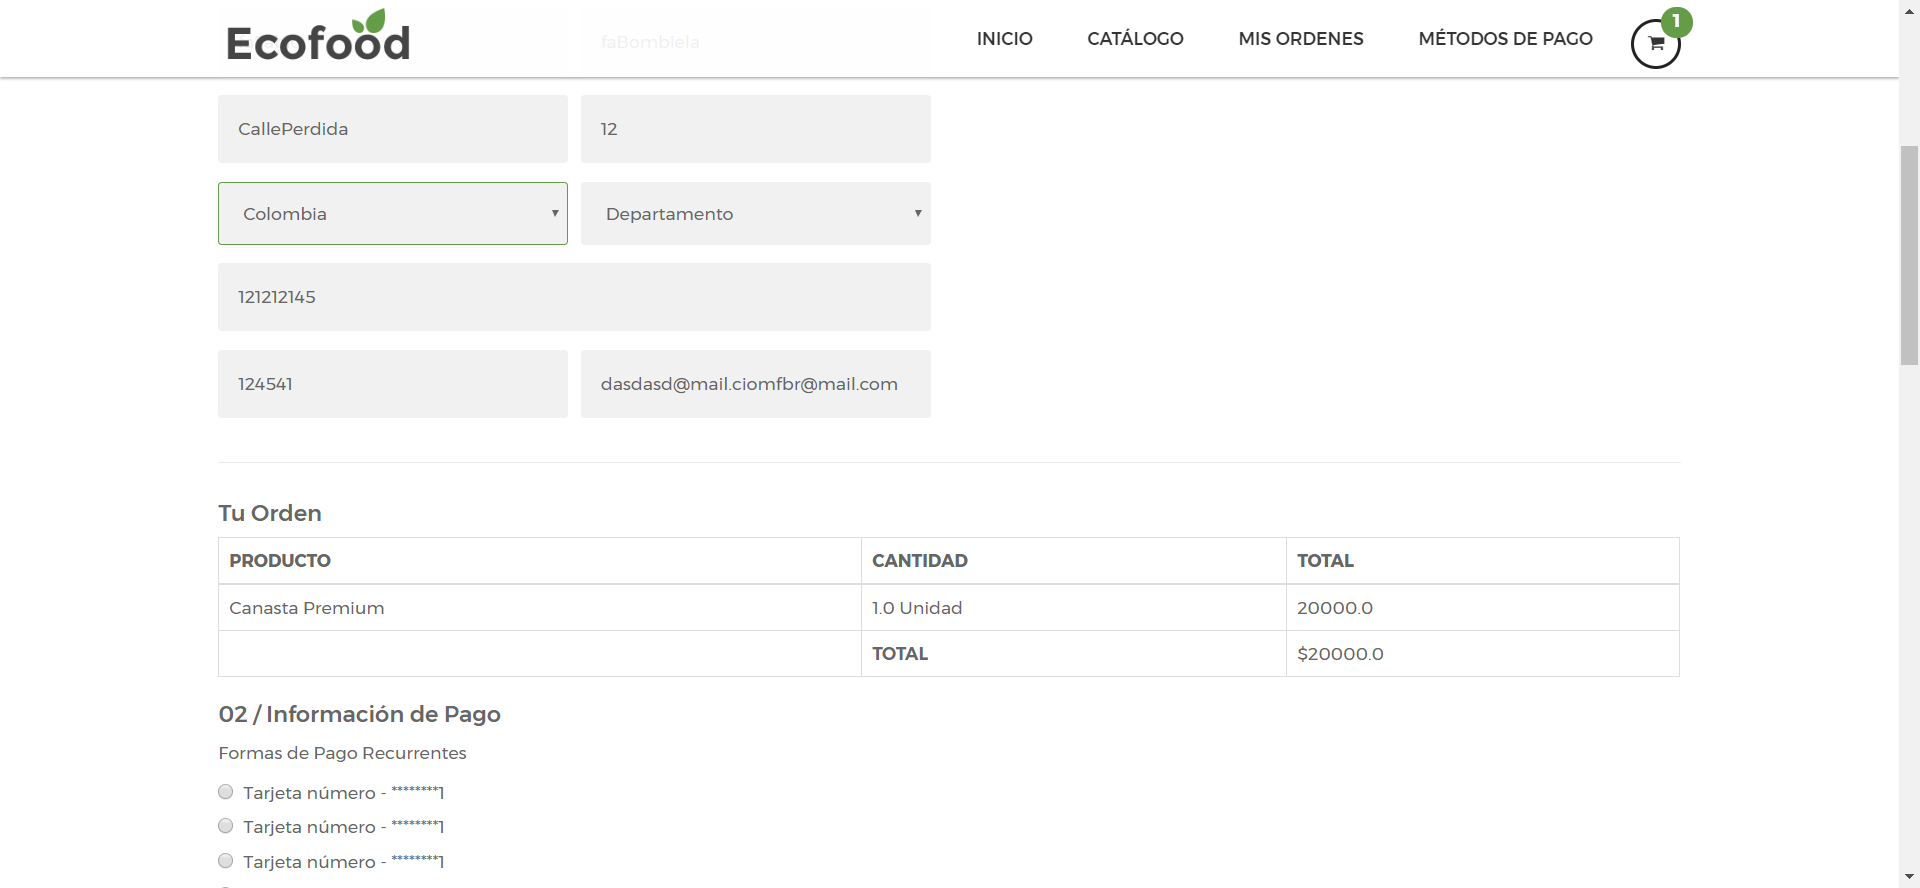 Ecofood
faBombiela
INICIO CATÁLOGO MIS ORDENES MÉTODOS DE PAGO 1
CallePerdida 12
Colombia Departamento
121212145
124541 dasdasd@mail.ciomfbr@mail.com
Tu Orden
PRODUCTO CANTIDAD TOTAL
Canasta Premium 1.0 Unidad 20000.0
TOTAL $20000.0
02 / Información de Pago
Formas de Pago Recurrentes
Tarjeta número - ********1
Tarjeta número - ********1
Tarjeta número - ********1